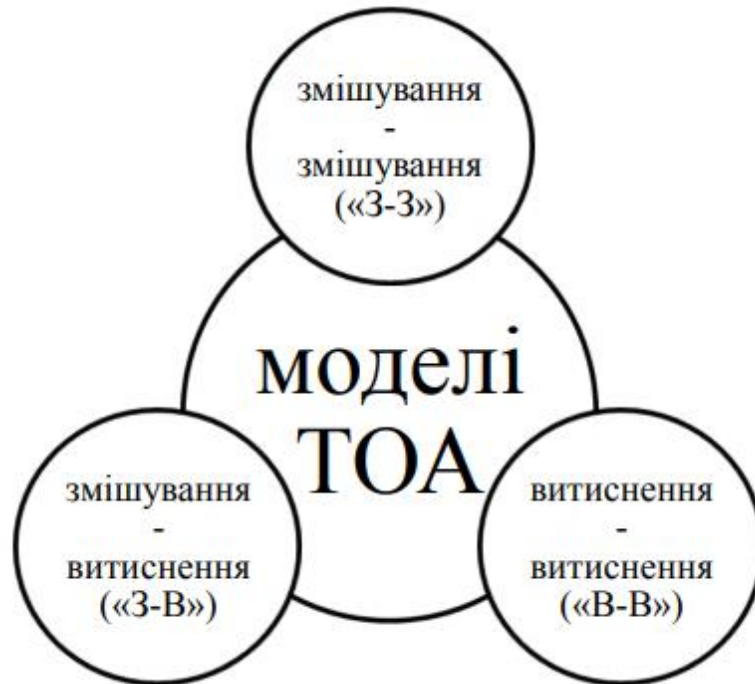 змішування
-
змішування
(«З-З»)
моделі
ТОА
змішування
-
витиснення
(«З-В»)
витиснення
-
витиснення
(«В-В»)